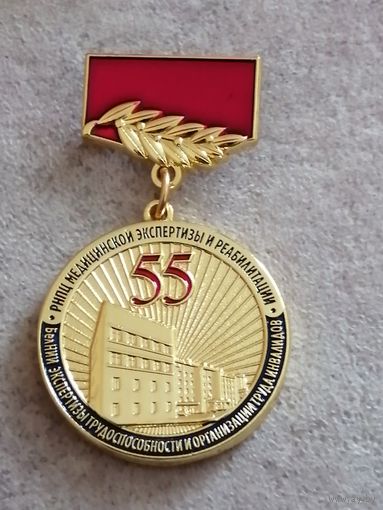 РНПЦ МЕДИЦИНСКОЙ ЭКСПЕРТИЗЫ И РЕАБИЛИТАЦИИ
55
БелНИИ ЭКСПЕРТИЗЫ ТРУДОСПОСОБНОСТИ И ОРГАНИЗАЦИИ ТРУДА ИНВАЛИДОВ